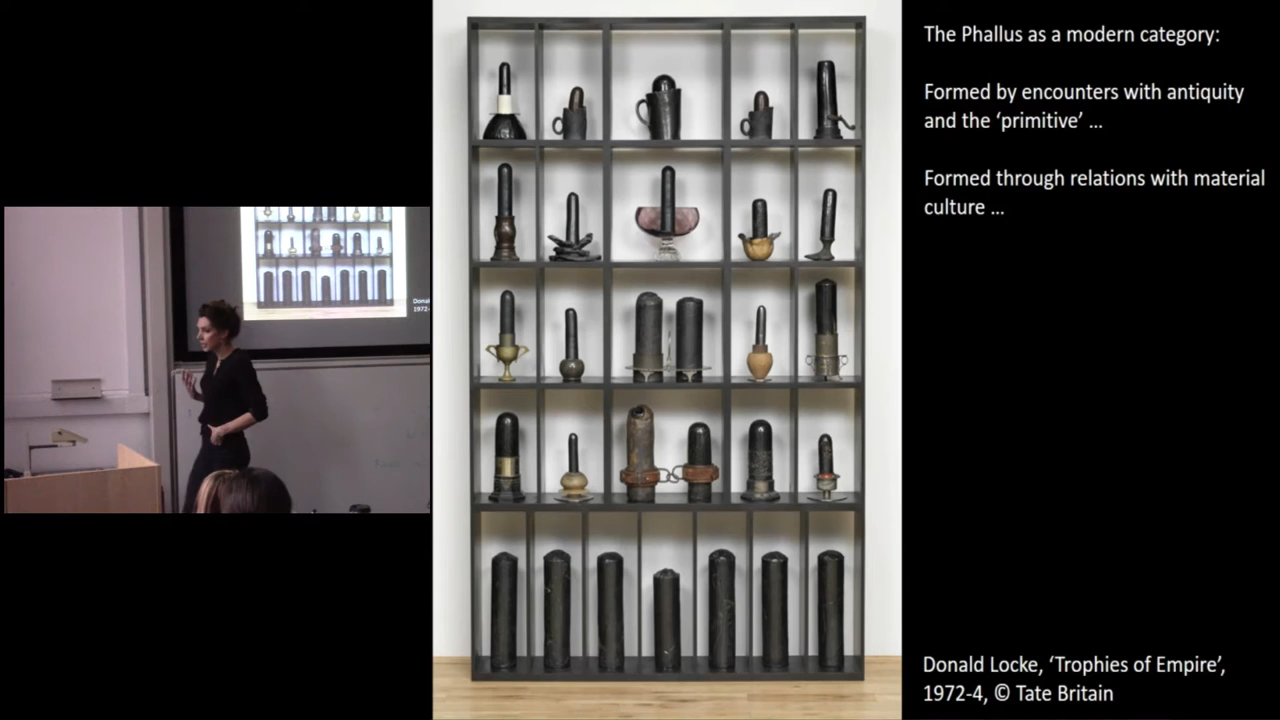 The Phallus as a modern category:
Formed by encounters with antiquity
and the ‘primitive’ ...
Formed through relations with material
culture ...
Donald Locke, ‘Trophies of Empire’,
1972-4, © Tate Britain